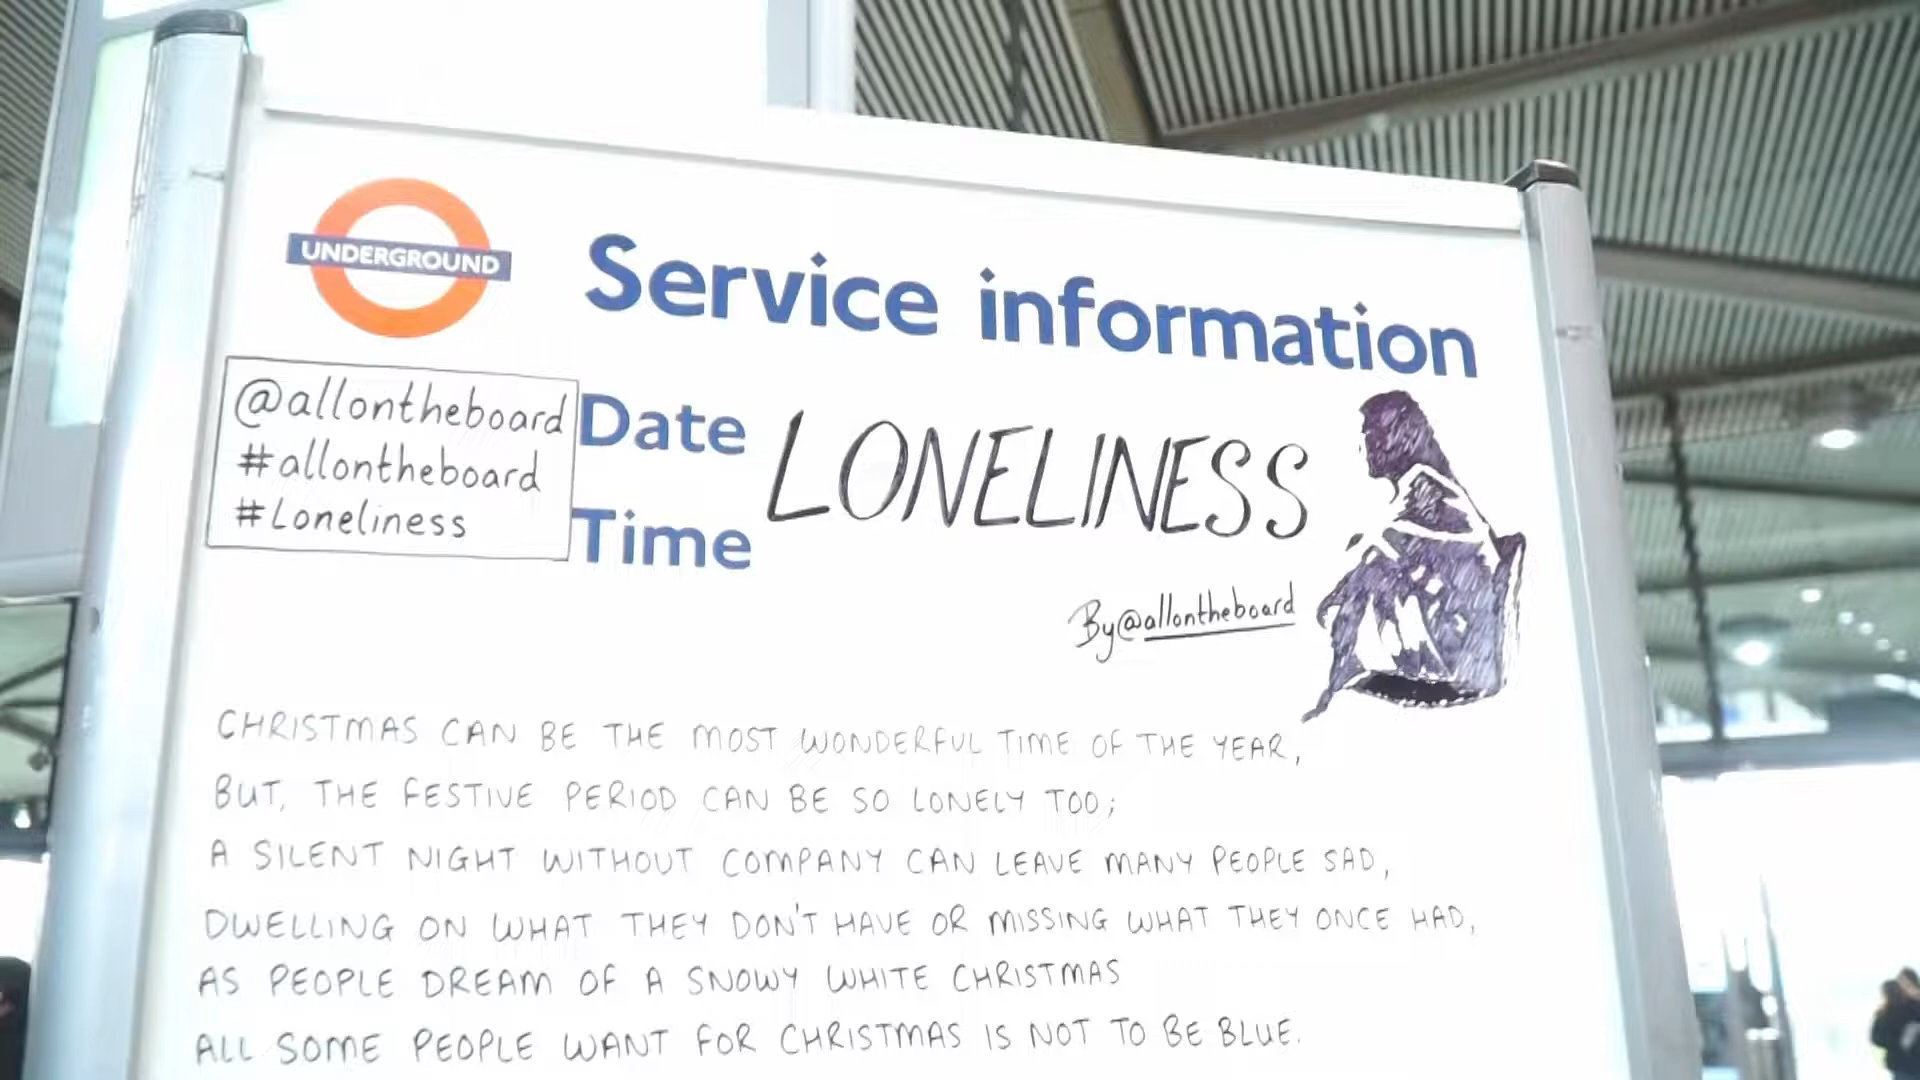 UNDERGROUND
Service information
@allontheboard
#allontheboard
#Loneliness
Date
Time
LONELINESS
By @allontheboard
CHRISTMAS CAN BE THE MOST WONDERFUL TIME OF THE YEAR,
BUT, THE FESTIVE PERIOD CAN BE SO LONELY TOO;
A SILENT NIGHT WITHOUT COMPANY CAN LEAVE MANY PEOPLE SAD,
DWELLING ON WHAT THEY DON'T HAVE OR MISSING WHAT THEY ONCE HAD,
AS PEOPLE DREAM OF A SNOWY WHITE CHRISTMAS
ALL SOME PEOPLE WANT FOR CHRISTMAS IS NOT TO BE BLUE.